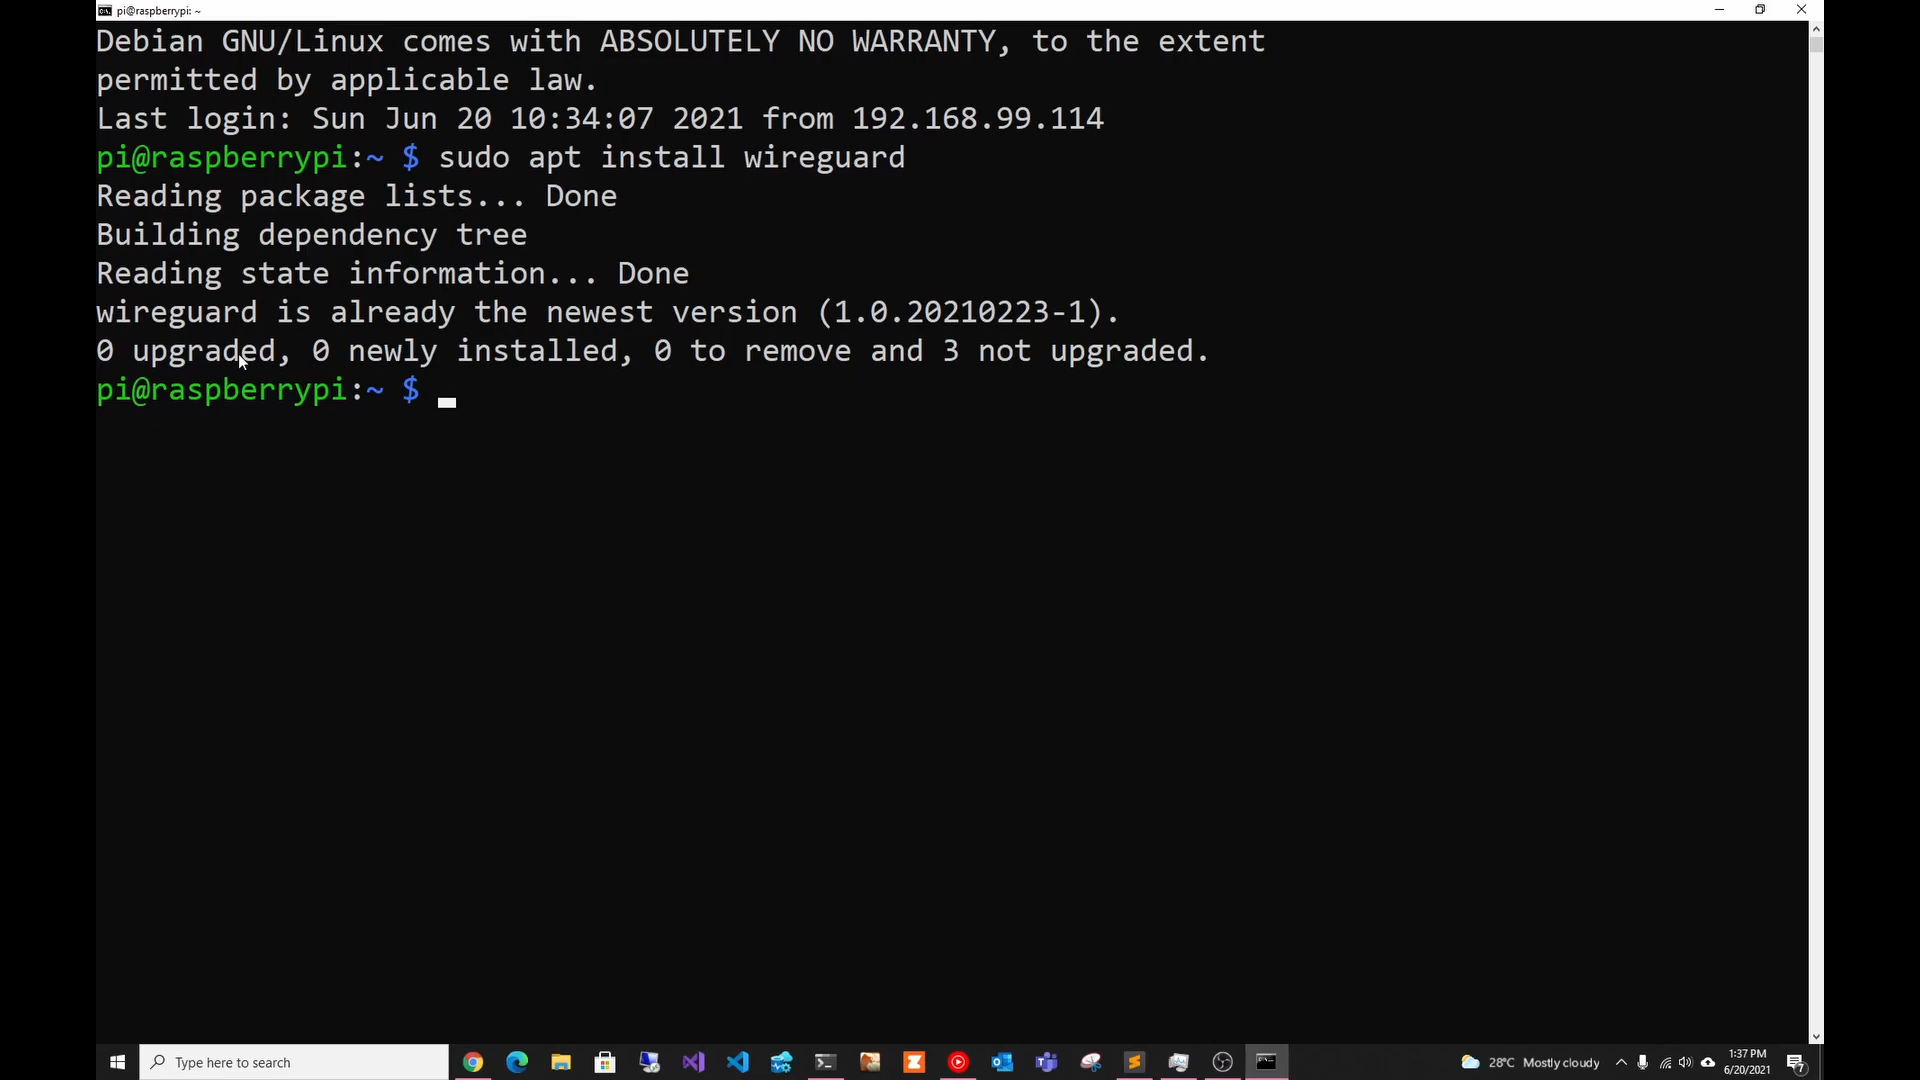 pi@raspberrypi: ~
Debian GNU/Linux comes with ABSOLUTELY NO WARRANTY, to the extent
permitted by applicable law.
Last login: Sun Jun 20 10:34:07 2021 from 192.168.99.114
pi@raspberrypi:~ $ sudo apt install wireguard
Reading package lists... Done
Building dependency tree
Reading state information... Done
wireguard is already the newest version (1.0.20210223-1).
0 upgraded, 0 newly installed, 0 to remove and 3 not upgraded.
pi@raspberrypi:~ $
Type here to search
28°C Mostly cloudy
1:37 PM
6/20/2021
7